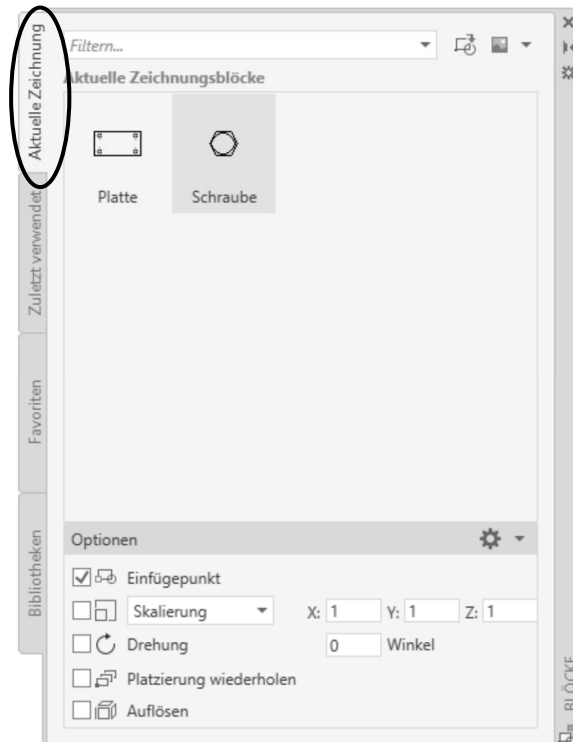 Aktuelle Zeichnung
Zuletzt verwendet
Favoriten
Bibliotheken
Filtern...
Aktuelle Zeichnungsblöcke
Platte Schraube
Optionen
Einfügepunkt
Skalierung X: 1 Y: 1 Z: 1
Drehung 0 Winkel
Platzierung wiederholen
Auflösen
BLÖCKE